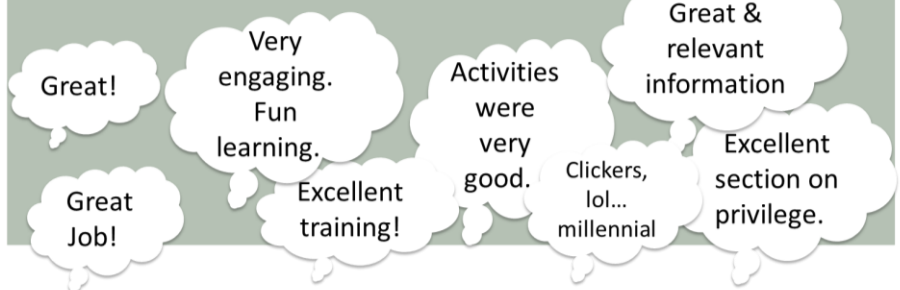 Great!
Very
engaging.
Fun
learning.
Activities
were
very
good.
Great &
relevant
information
Great
Job!
Excellent
training!
Clickers,
lol...
millennial
Excellent
section on
privilege.